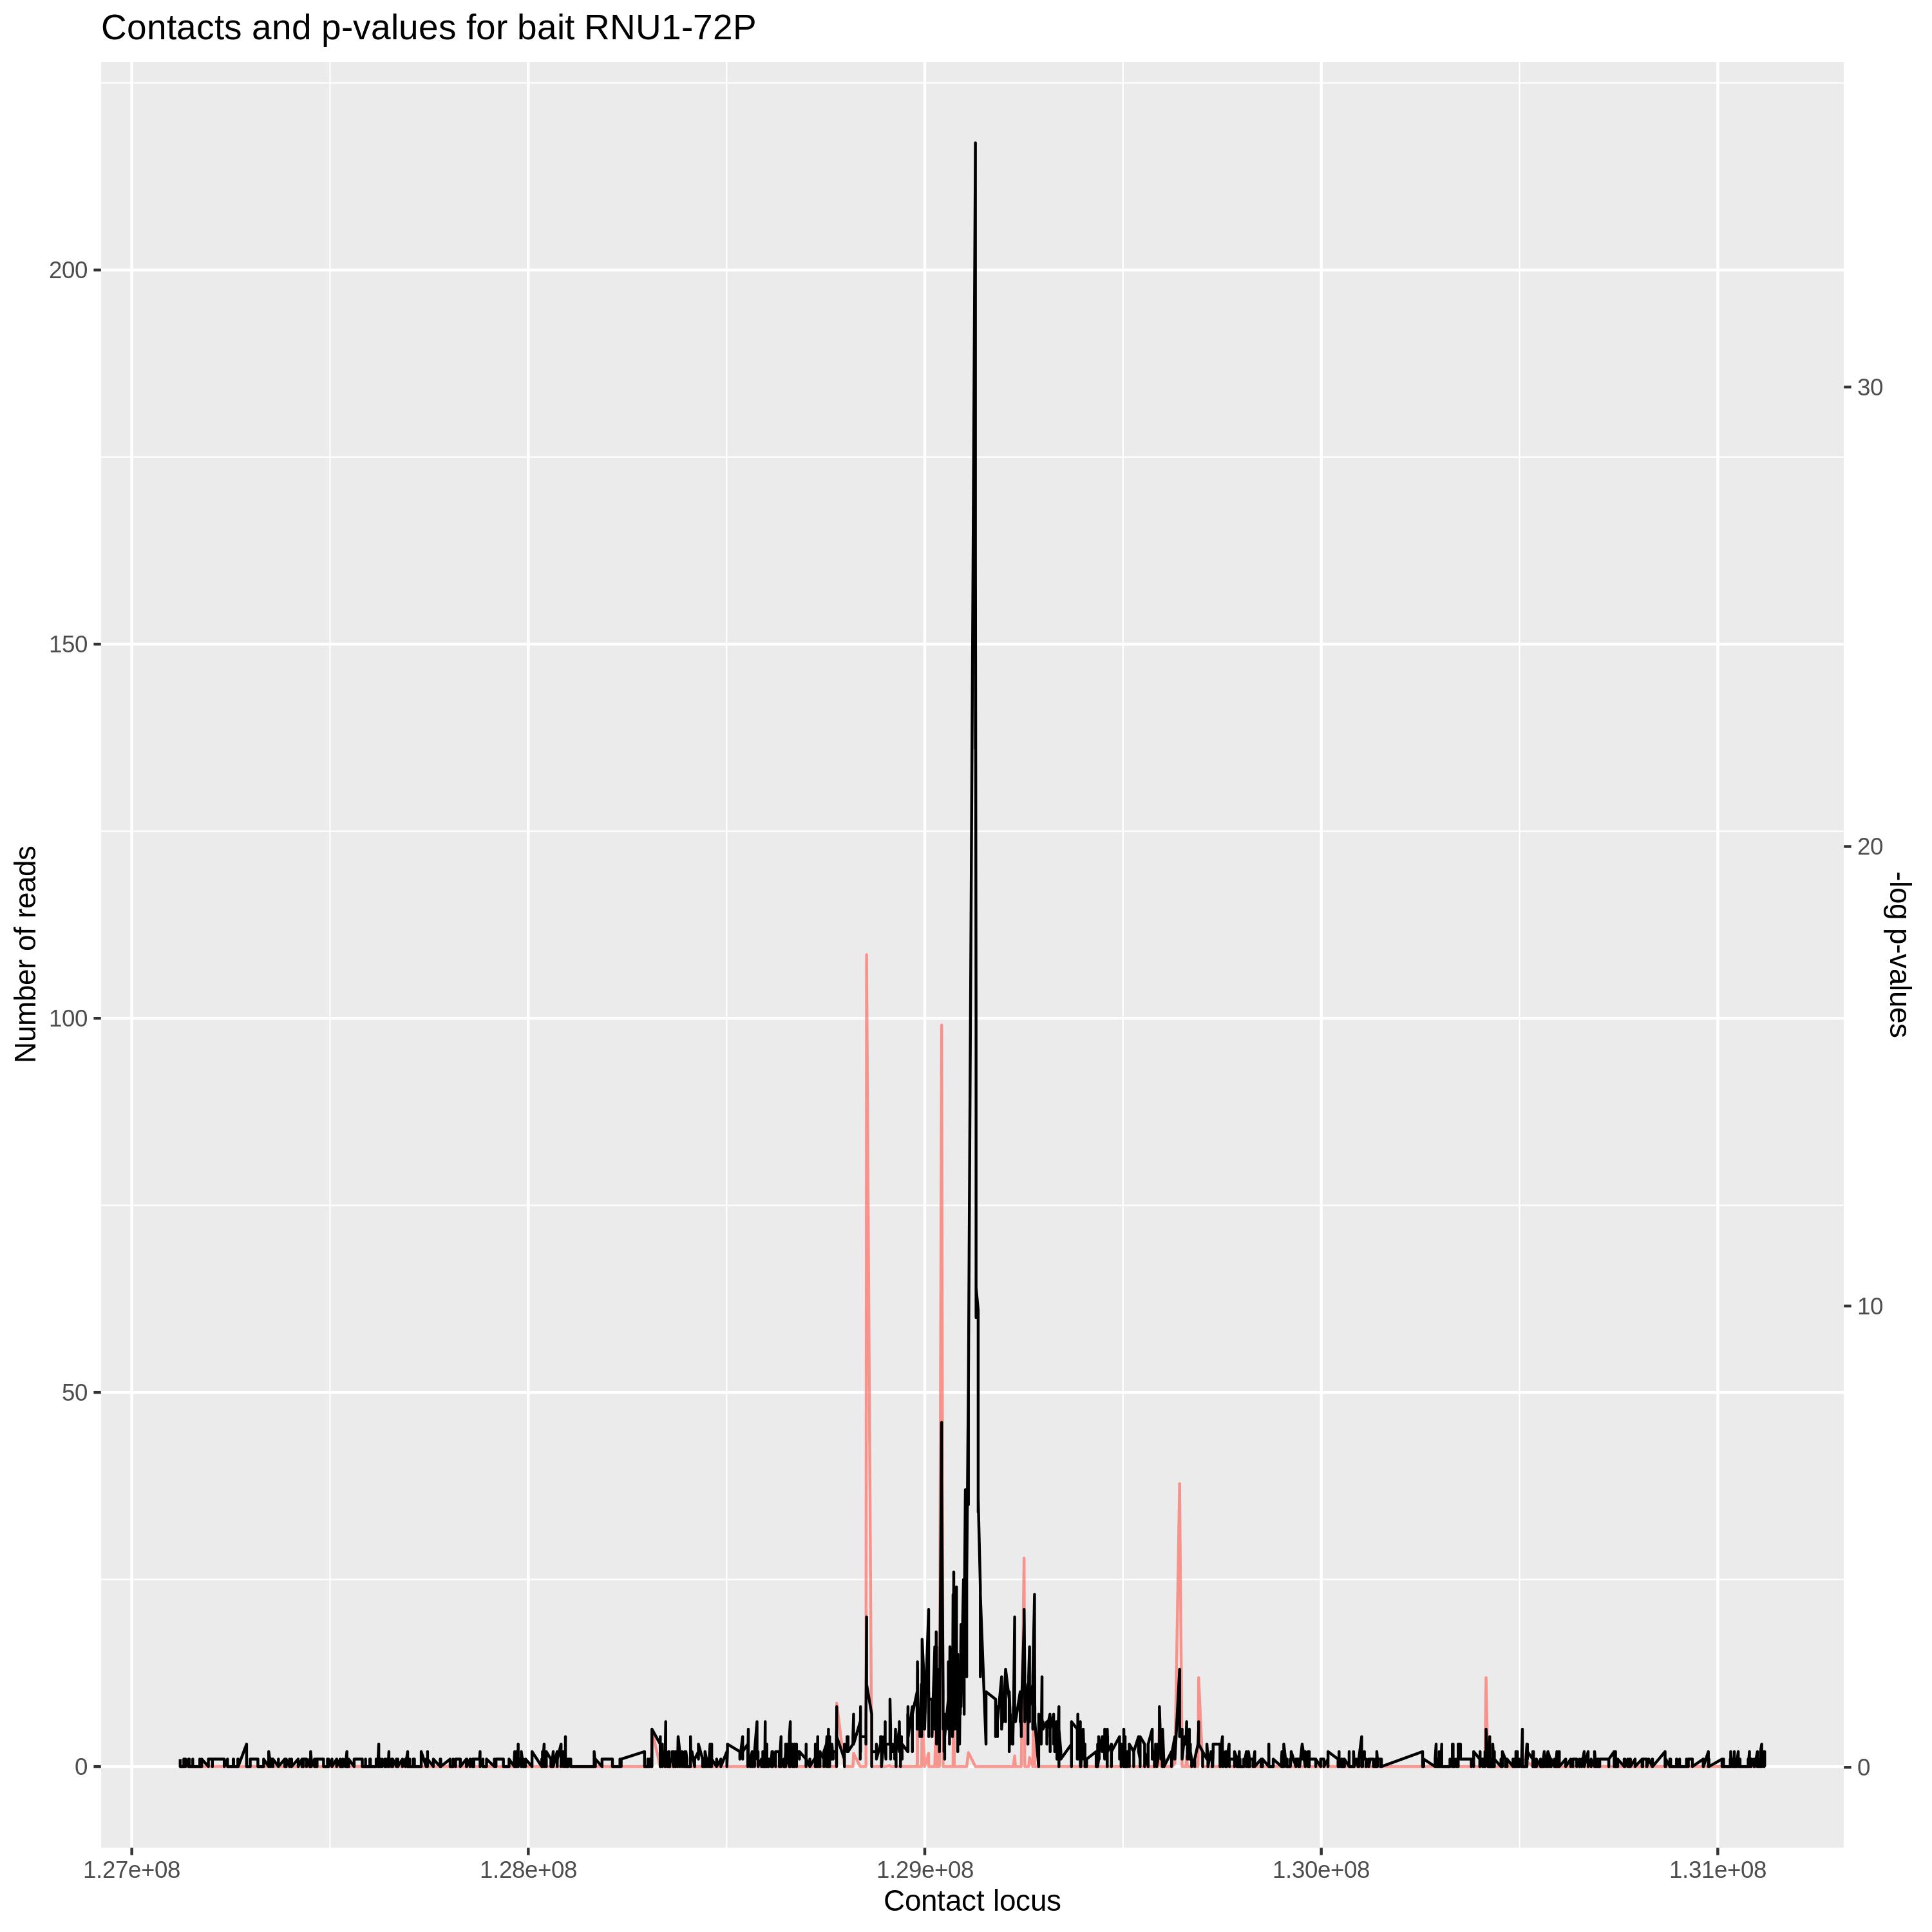 Contacts and p-values for bait RNU1-72P
200
150
100
50
0
30
20
10
0
Number of reads
-log p-values
1.27e+08
1.28e+08
1.29e+08
1.30e+08
1.31e+08
Contact locus